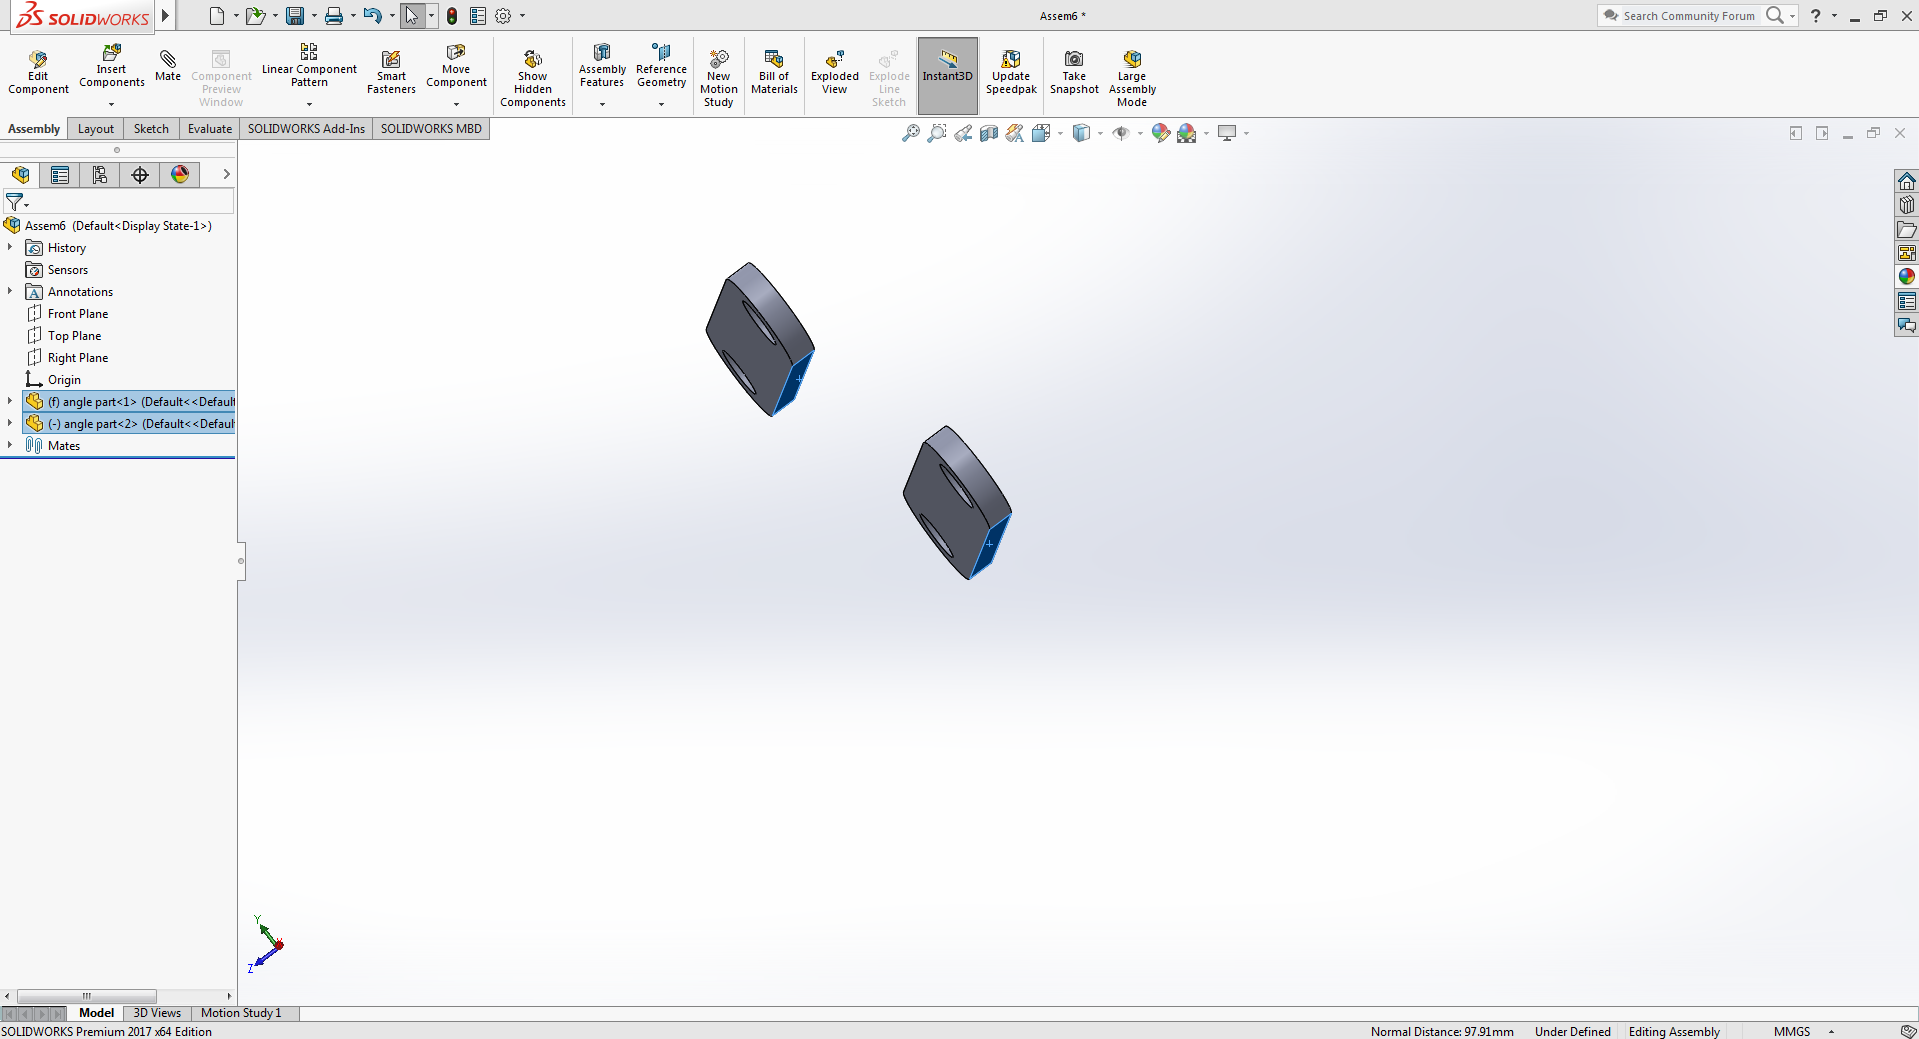 SOLIDWORKS
Assem6 *
Search Community Forum
?
Edit Component
Insert Components
Mate
Component Preview Window
Linear Component Pattern
Smart Fasteners
Move Component
Show Hidden Components
Assembly Features
Reference Geometry
New Motion Study
Bill of Materials
Exploded View
Explode Line Sketch
Instant3D
Update Speedpak
Take Snapshot
Large Assembly Mode
Assembly
Layout
Sketch
Evaluate
SOLIDWORKS Add-Ins
SOLIDWORKS MBD
Assem6 (Default<Display State-1>)
History
Sensors
A Annotations
Front Plane
Top Plane
Right Plane
Origin
(f) angle part<1> (Default<<Default
(-) angle part<2> (Default<<Defaul
Mates
Y
Z
Model
3D Views
Motion Study 1
SOLIDWORKS Premium 2017 x64 Edition
Normal Distance: 97.91mm
Under Defined
Editing Assembly
MMGS